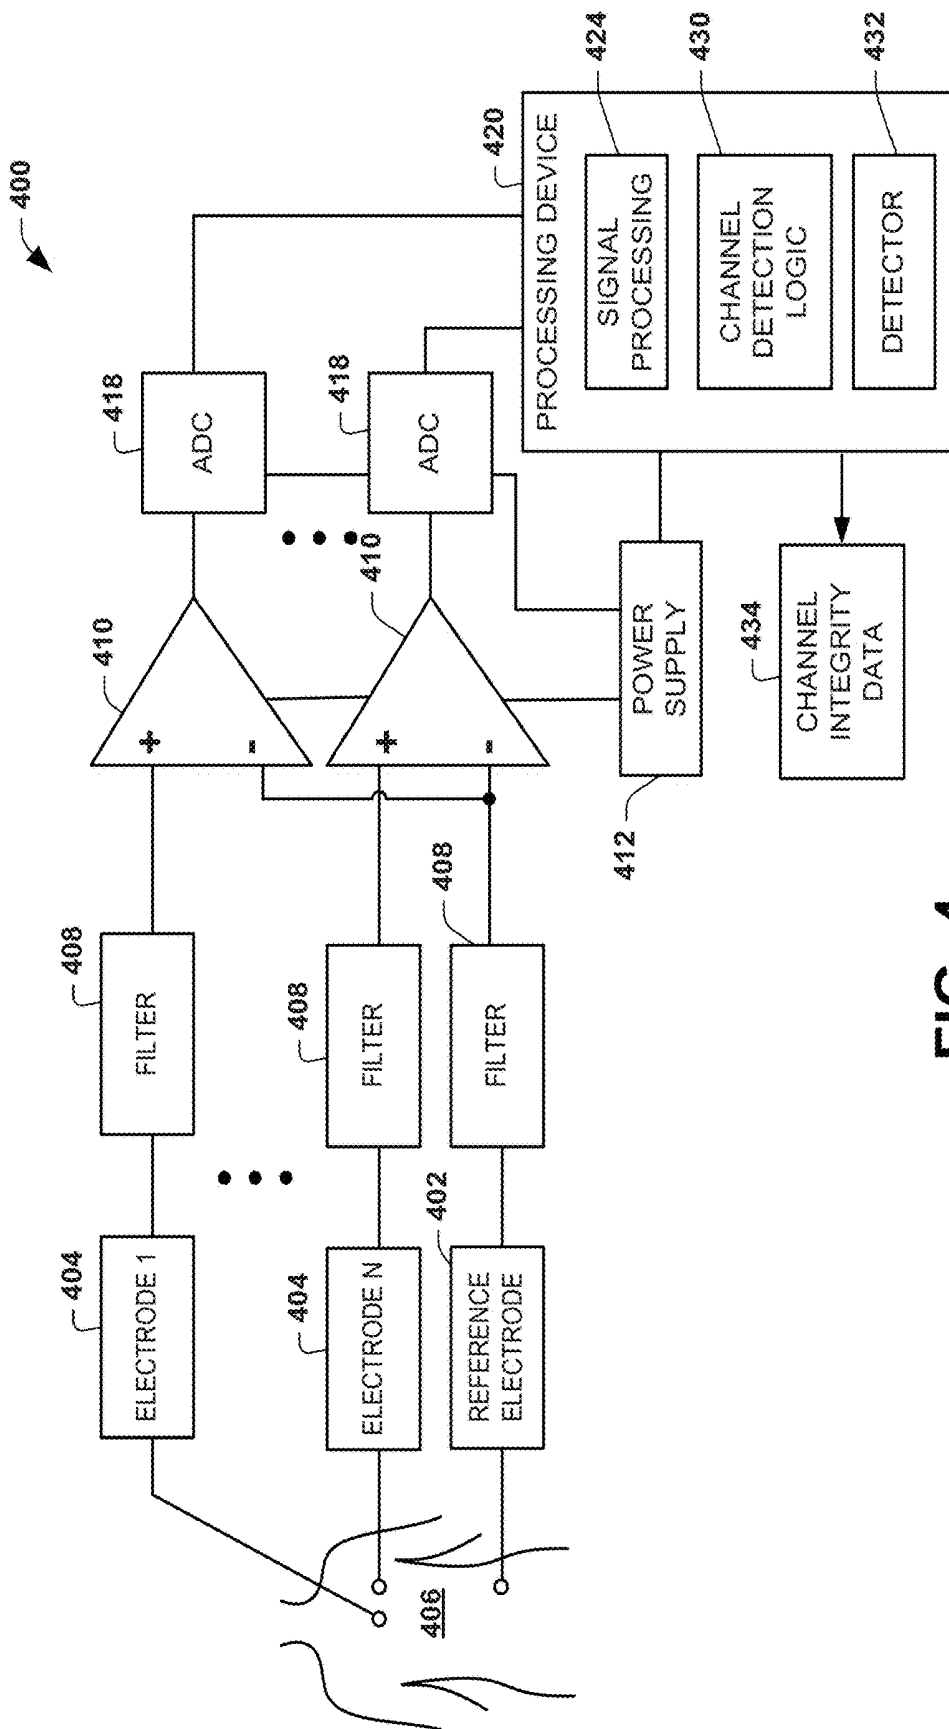 400
404
ELECTRODE 1
408
FILTER
410
+
-
418
ADC
404
ELECTRODE N
408
FILTER
410
+
-
418
ADC
402
REFERENCE
ELECTRODE
408
FILTER
406
412
POWER
SUPPLY
420
PROCESSING DEVICE
424
SIGNAL
PROCESSING
430
CHANNEL
DETECTION
LOGIC
432
DETECTOR
434
CHANNEL
INTEGRITY
DATA